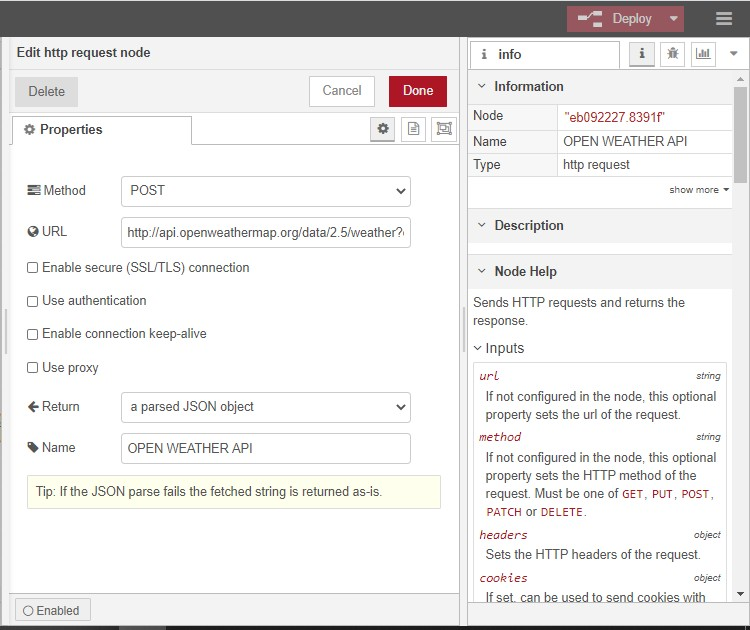 Deploy
Edit http request node
Delete
Cancel
Done
Properties
Method
POST
URL
http://api.openweathermap.org/data/2.5/weather?
Enable secure (SSL/TLS) connection
Use authentication
Enable connection keep-alive
Use proxy
Return
a parsed JSON object
Name
OPEN WEATHER API
Tip: If the JSON parse fails the fetched string is returned as-is.
Enabled
i info
i
Information
Node "eb092227.8391f"
Name OPEN WEATHER API
Type http request
show more
Description
Node Help
Sends HTTP requests and returns the
response.
Inputs
url string
If not configured in the node, this optional
property sets the url of the request.
method string
If not configured in the node, this optional
property sets the HTTP method of the
request. Must be one of GET, PUT, POST,
PATCH or DELETE.
headers object
Sets the HTTP headers of the request.
cookies object
If set, can be used to send cookies with